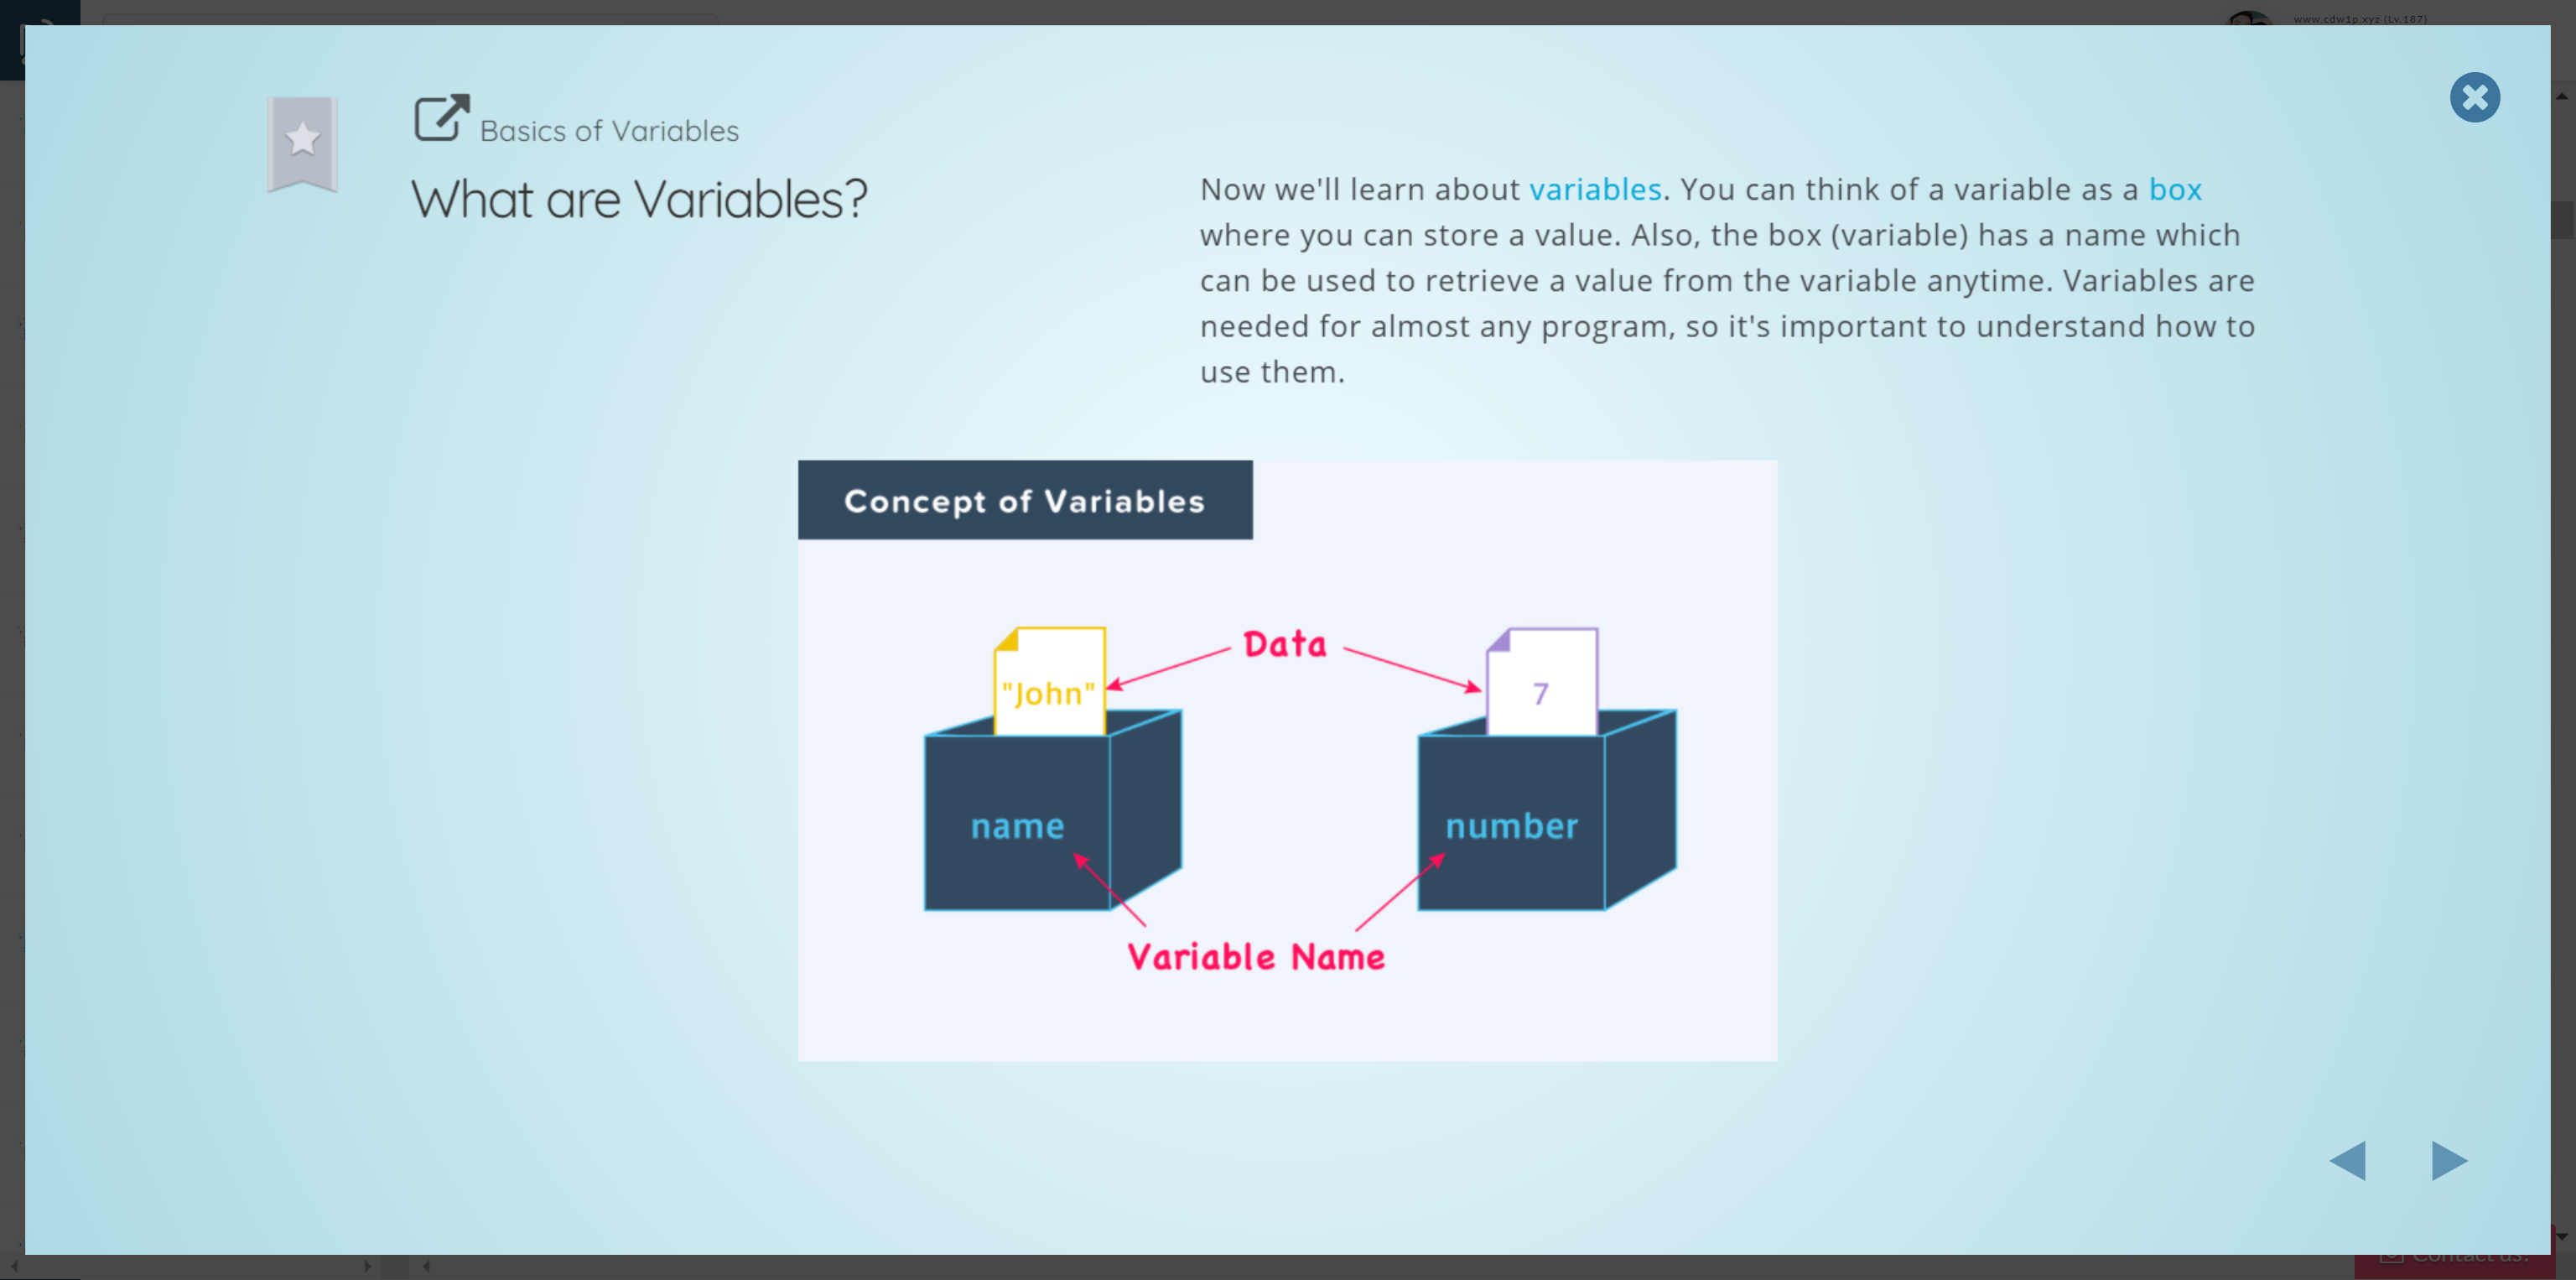 www.cdw1p.xyz (Lv.187)
Basics of Variables
What are Variables?
Now we'll learn about variables. You can think of a variable as a box
where you can store a value. Also, the box (variable) has a name which
can be used to retrieve a value from the variable anytime. Variables are
needed for almost any program, so it's important to understand how to
use them.
Concept of Variables
Data
"John"
7
name
number
Variable Name
Contact us!